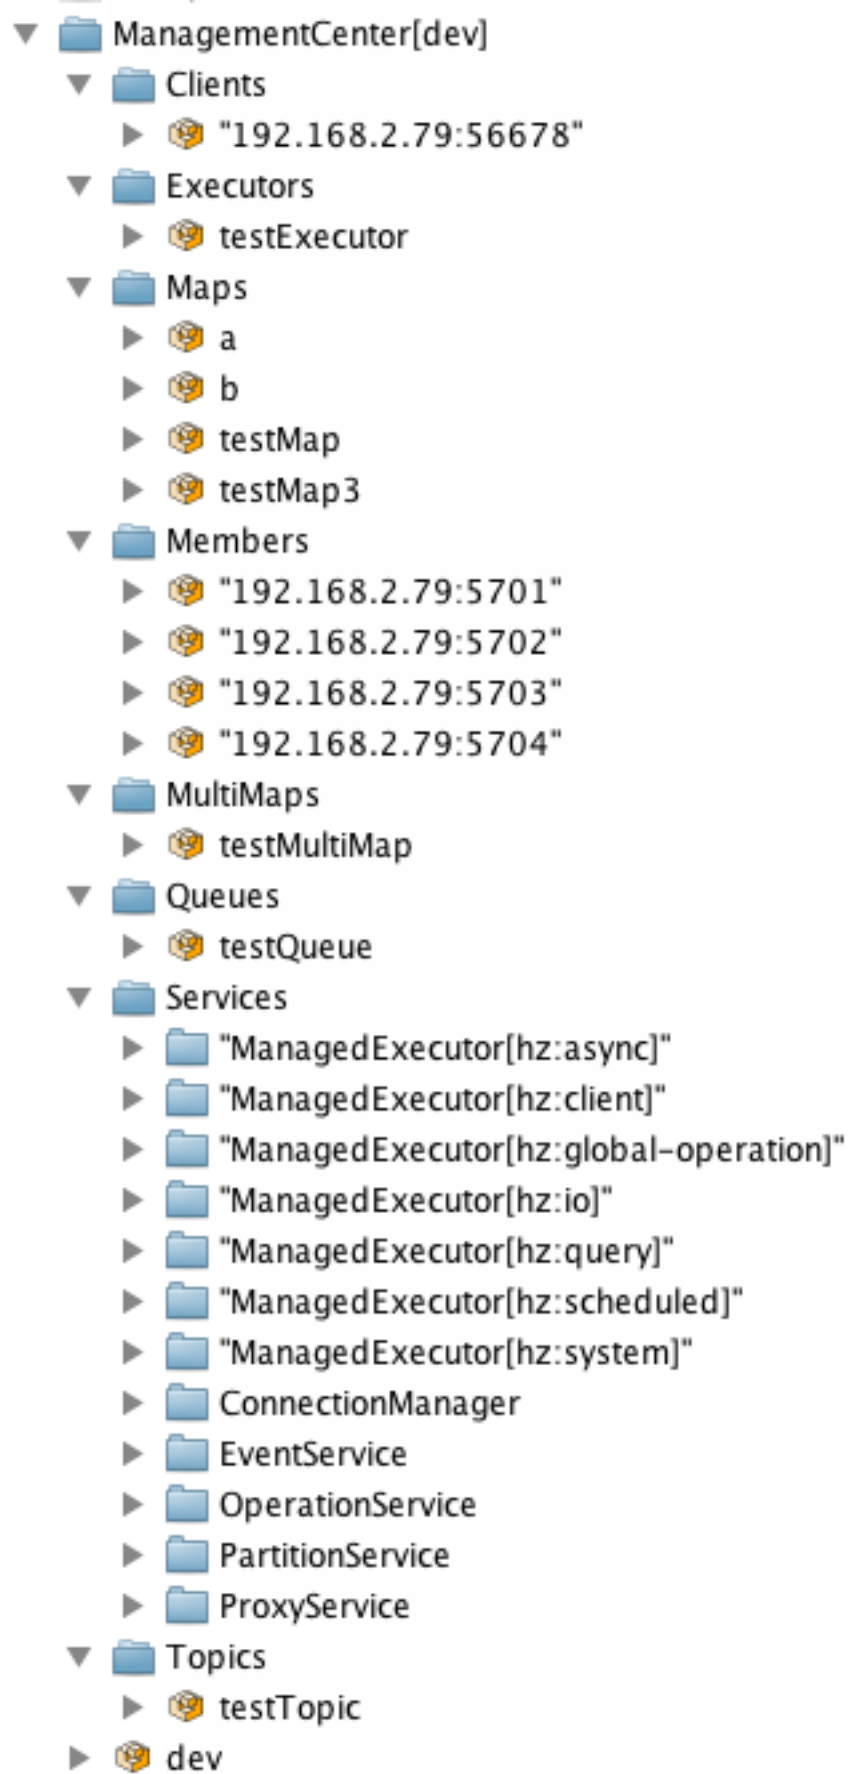 ManagementCenter[dev]
Clients
"192.168.2.79:56678"
Executors
testExecutor
Maps
a
b
testMap
testMap3
Members
"192.168.2.79:5701"
"192.168.2.79:5702"
"192.168.2.79:5703"
"192.168.2.79:5704"
MultiMaps
testMultiMap
Queues
testQueue
Services
"ManagedExecutor[hz:async]"
"ManagedExecutor[hz:client]"
"ManagedExecutor[hz:global-operation]"
"ManagedExecutor[hz:io]"
"ManagedExecutor[hz:query]"
"ManagedExecutor[hz:scheduled]"
"ManagedExecutor[hz:system]"
ConnectionManager
EventService
OperationService
PartitionService
ProxyService
Topics
testTopic
dev